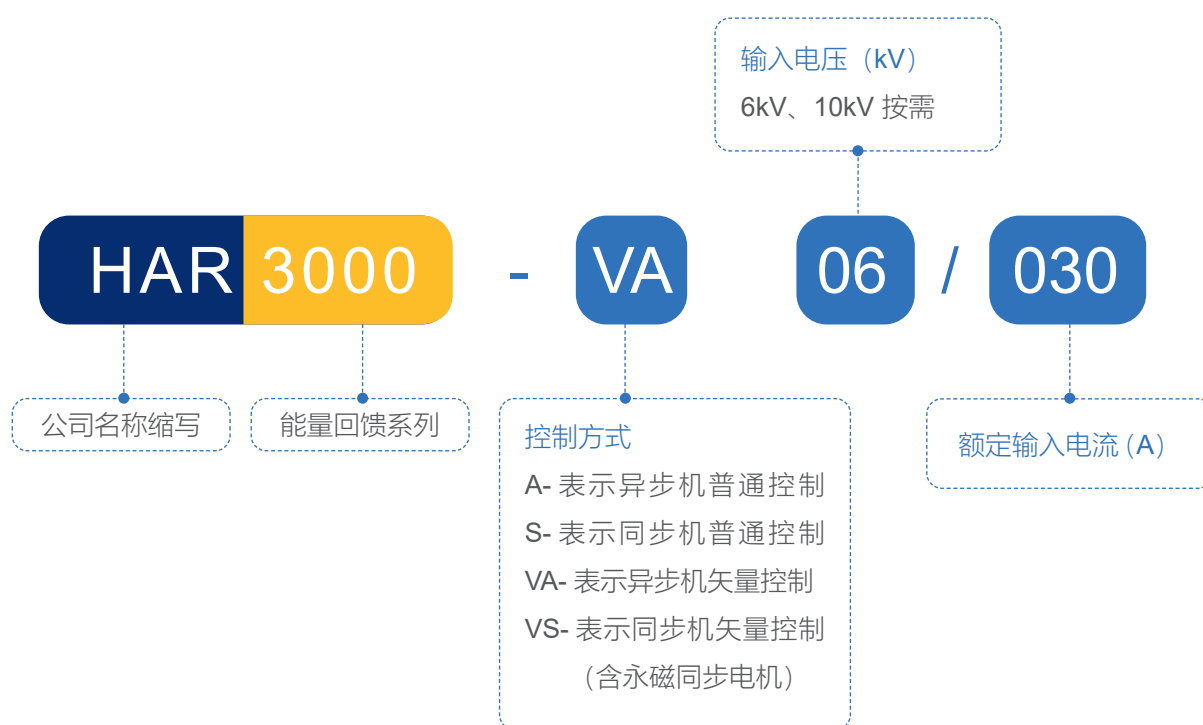 输入电压（kV）
6kV、10kV 按需
HAR 3000 - VA 06 / 030
公司名称缩写
能量回馈系列
控制方式
A- 表示异步机普通控制
S- 表示同步机普通控制
VA- 表示异步机矢量控制
VS- 表示同步机矢量控制
（含永磁同步电机）
额定输入电流 (A)